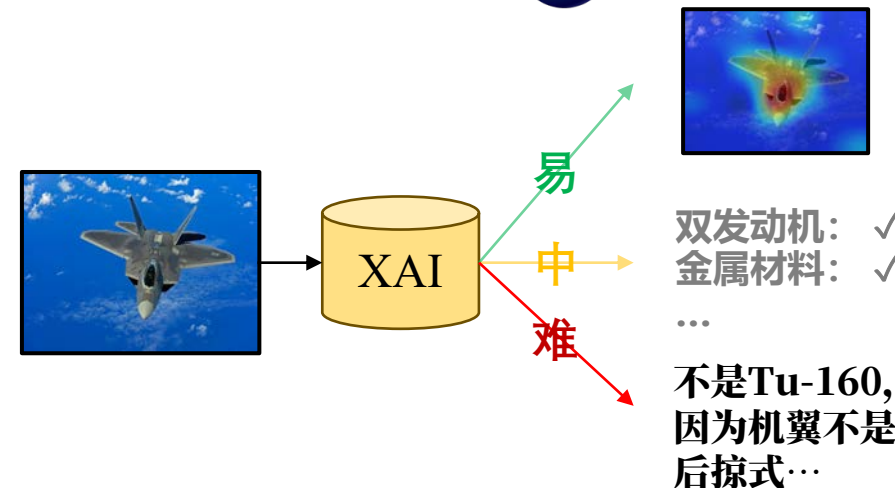 易
XAI
中
难
双发动机： ✓
金属材料： ✓
...
不是Tu-160,
因为机翼不是
后掠式…